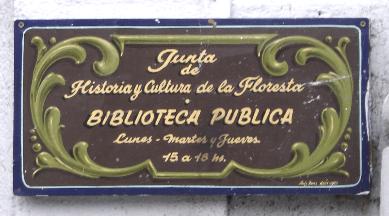 Junta
de
Historia y Cultura de la Floresta
BIBLIOTECA PUBLICA
Lunes - Martes y Jueves
15 a 18 hs.